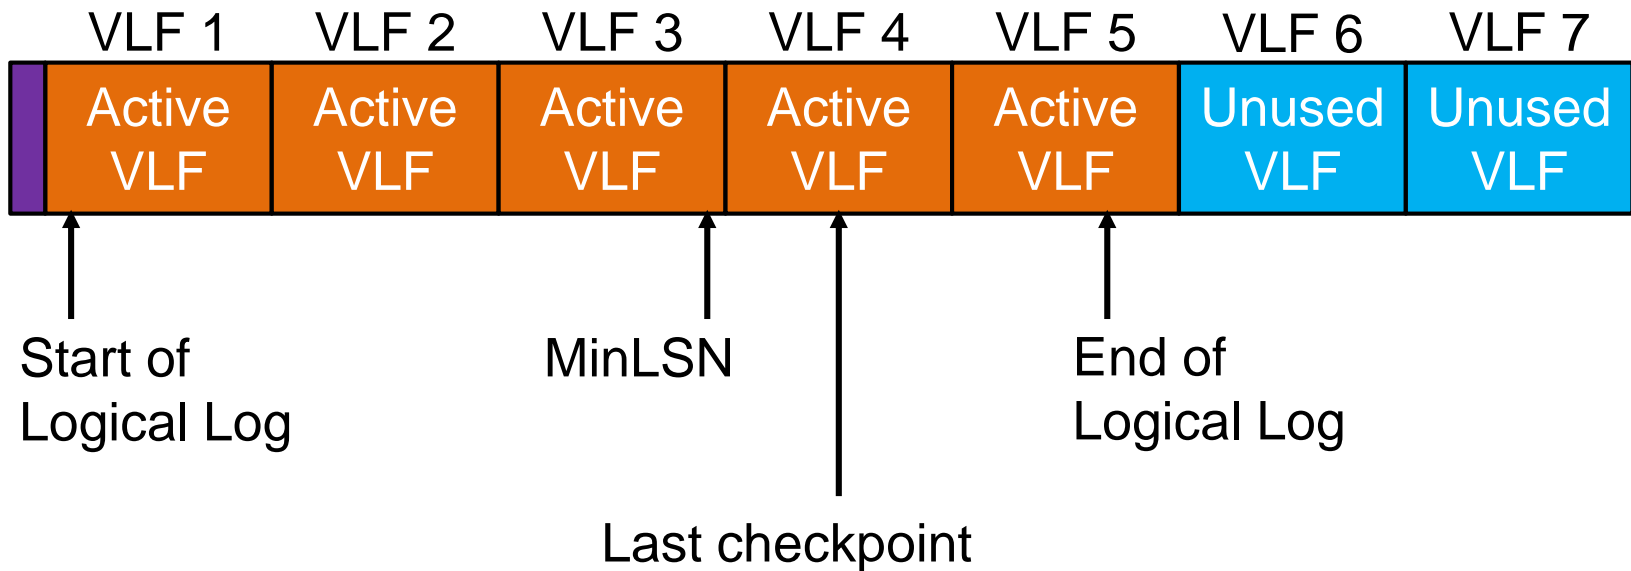 VLF 1 VLF 2 VLF 3 VLF 4 VLF 5 VLF 6 VLF 7
Active Active Active Active Active Unused Unused
VLF VLF VLF VLF VLF VLF VLF
Start of MinLSN End of
Logical Log Logical Log
Last checkpoint